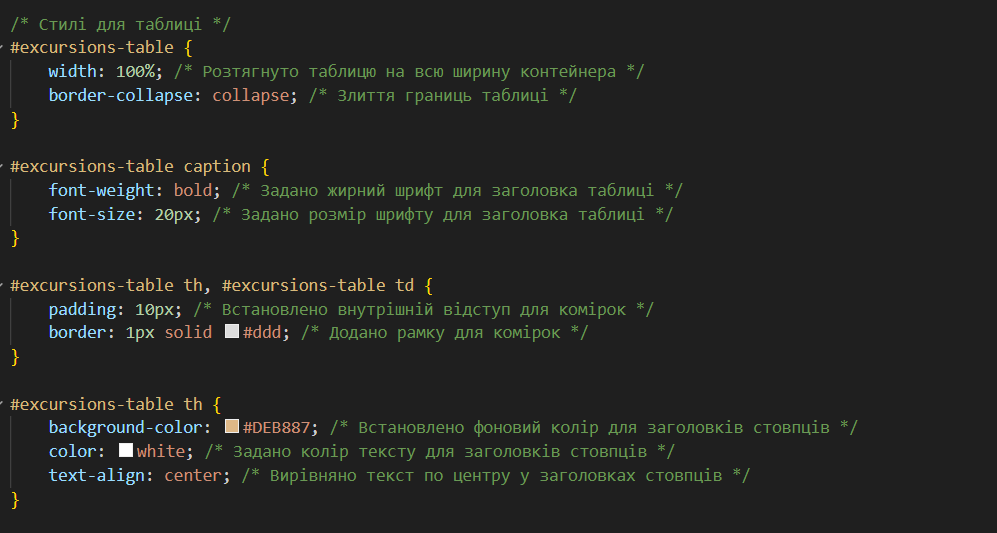 /* Стилі для таблиці */
#excursions-table {
width: 100%; /* Розтягнуто таблицю на всю ширину контейнера */
border-collapse: collapse; /* Злиття границь таблиці */
}
#excursions-table caption {
font-weight: bold; /* Задано жирний шрифт для заголовка таблиці */
font-size: 20px; /* Задано розмір шрифту для заголовка таблиці */
}
#excursions-table th, #excursions-table td {
padding: 10px; /* Встановлено внутрішній відступ для комірок */
border: 1px solid #ddd; /* Додано рамку для комірок */
}
#excursions-table th {
background-color: #DEB887; /* Встановлено фоновий колір для заголовків стовпців */
color: white; /* Задано колір тексту для заголовків стовпців */
text-align: center; /* Вирівняно текст по центру у заголовках стовпців */
}